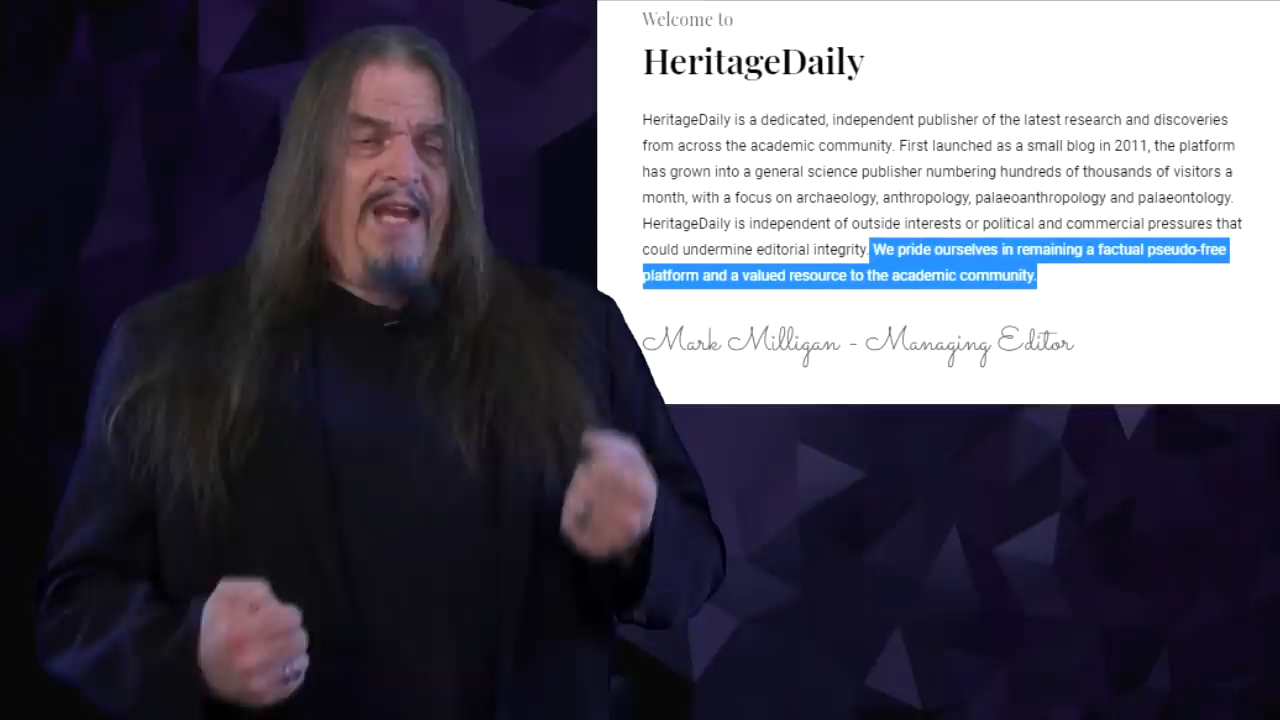 Welcome to
HeritageDaily
HeritageDaily is a dedicated, independent publisher of the latest research and discoveries
from across the academic community. First launched as a small blog in 2011, the platform
has grown into a general science publisher numbering hundreds of thousands of visitors a
month, with a focus on archaeology, anthropology, palaeoanthropology and palaeontology.
HeritageDaily is independent of outside interests or political and commercial pressures that
could undermine editorial integrity. We pride ourselves in remaining a factual pseudo-free
platform and a valued resource to the academic community.
Mark Milligan - Managing Editor